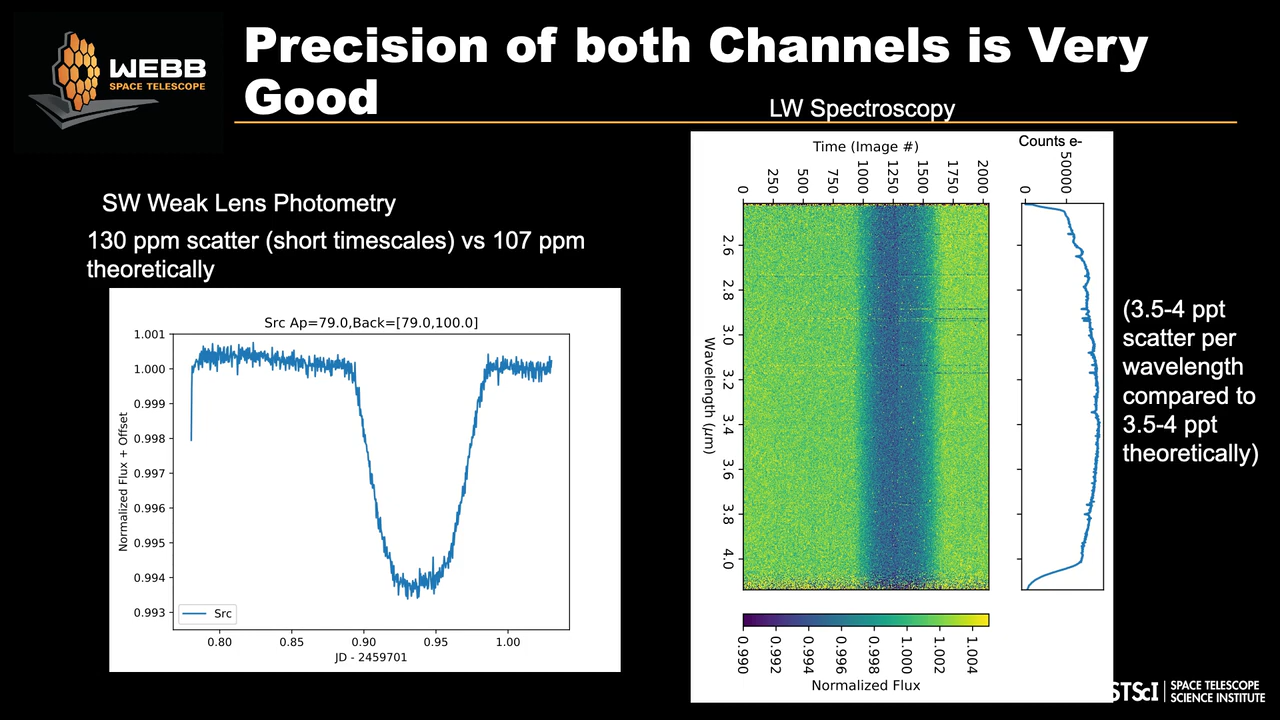 WEBB
SPACE TELESCOPE
Precision of both Channels is Very
Good
LW Spectroscopy
SW Weak Lens Photometry
130 ppm scatter (short timescales) vs 107 ppm
theoretically
Src Ap=79.0,Back=[79.0,100.0]
Normalized Flux + Offset
1.001
1.000
0.999
0.998
0.997
0.996
0.995
0.994
0.993
Src
0.80 0.85 0.90 0.95 1.00
JD - 2459701
Time (Image #)
0 250 500 750 1000 1250 1500 1750 2000
Counts e-
0 50000
Wavelength (μm)
2.6
2.8
3.0
3.2
3.4
3.6
3.8
4.0
0.990 0.992 0.994 0.996 0.998 1.000 1.002 1.004
Normalized Flux
(3.5-4 ppt
scatter per
wavelength
compared to
3.5-4 ppt
theoretically)
STScI | SPACE TELESCOPE
SCIENCE INSTITUTE